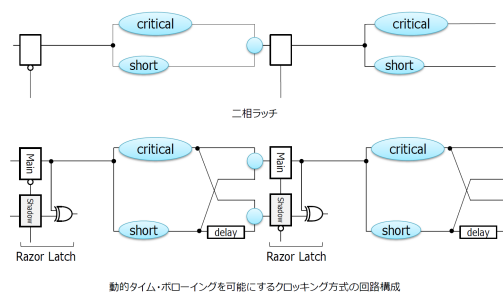 critical
critical
short
short
二相ラッチ
critical
critical
Main
Main
Shadow
Shadow
short
delay
short
delay
Razor Latch
Razor Latch
動的タイム・ボローイングを可能にするクロッキング方式の回路構成